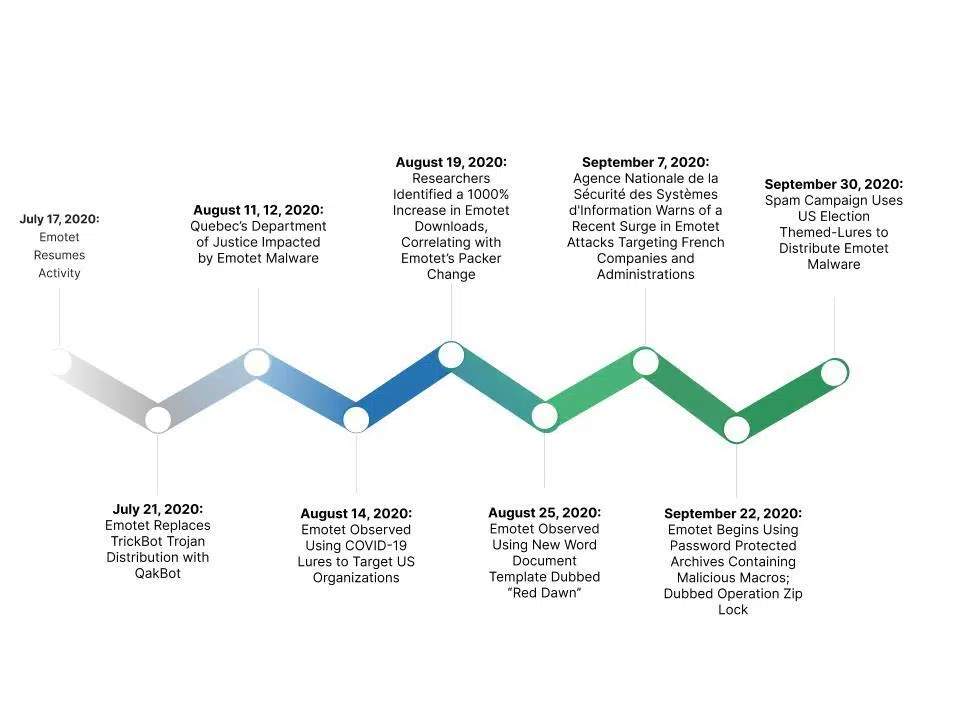 July 17, 2020:
Emotet
Resumes
Activity
July 21, 2020:
Emotet Replaces
TrickBot Trojan
Distribution with
QakBot
August 11, 12, 2020:
Quebec's Department
of Justice Impacted
by Emotet Malware
August 14, 2020:
Emotet Observed
Using COVID-19
Lures to Target US
Organizations
August 19, 2020:
Researchers
Identified a 1000%
Increase in Emotet
Downloads,
Correlating with
Emotet's Packer
Change
August 25, 2020:
Emotet Observed
Using New Word
Document
Template Dubbed
"Red Dawn"
September 7, 2020:
Agence Nationale de la
Sécurité des Systèmes
d'Information Warns of a
Recent Surge in Emotet
Attacks Targeting French
Companies and
Administrations
September 22, 2020:
Emotet Begins Using
Password Protected
Archives Containing
Malicious Macros;
Dubbed Operation Zip
Lock
September 30, 2020:
Spam Campaign Uses
US Election
Themed-Lures to
Distribute Emotet
Malware